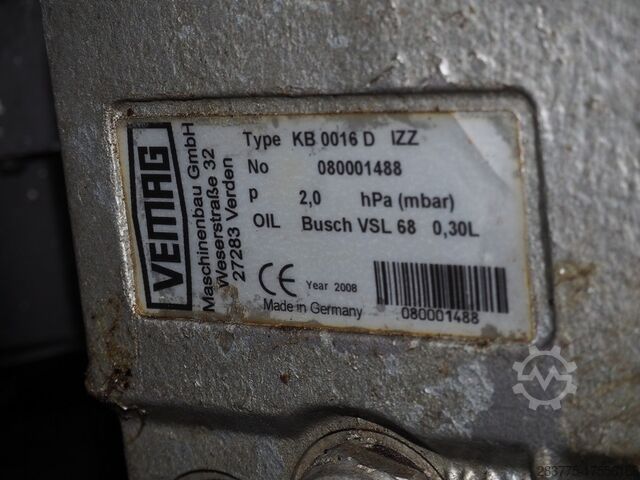 VEMAG
Maschinenbau GmbH
Weserstraße 32
27283 Verden
Type KB 0016 D IZZ
No 080001488
p 2,0 hPa (mbar)
OIL Busch VSL 68 0,30L
CE Year 2008
Made in Germany
080001488